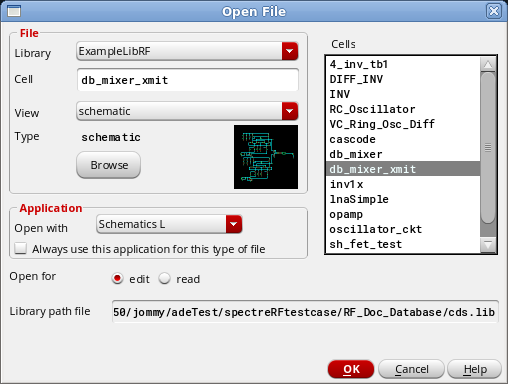 Open File
File
Library ExampleLibRF
Cell db_mixer_xmit
View schematic
Type schematic
Browse
Application
Open with Schematics L
Always use this application for this type of file
Cells
4_inv_tb1
DIFF_INV
INV
RC_Oscillator
VC_Ring_Osc_Diff
cascode
db_mixer
db_mixer_xmit
inv1x
lnaSimple
opamp
oscillator_ckt
sh_fet_test
Open for edit read
Library path file 50/jommy/adeTest/spectreRFtestcase/RF_Doc_Database/cds.lib
OK Cancel Help